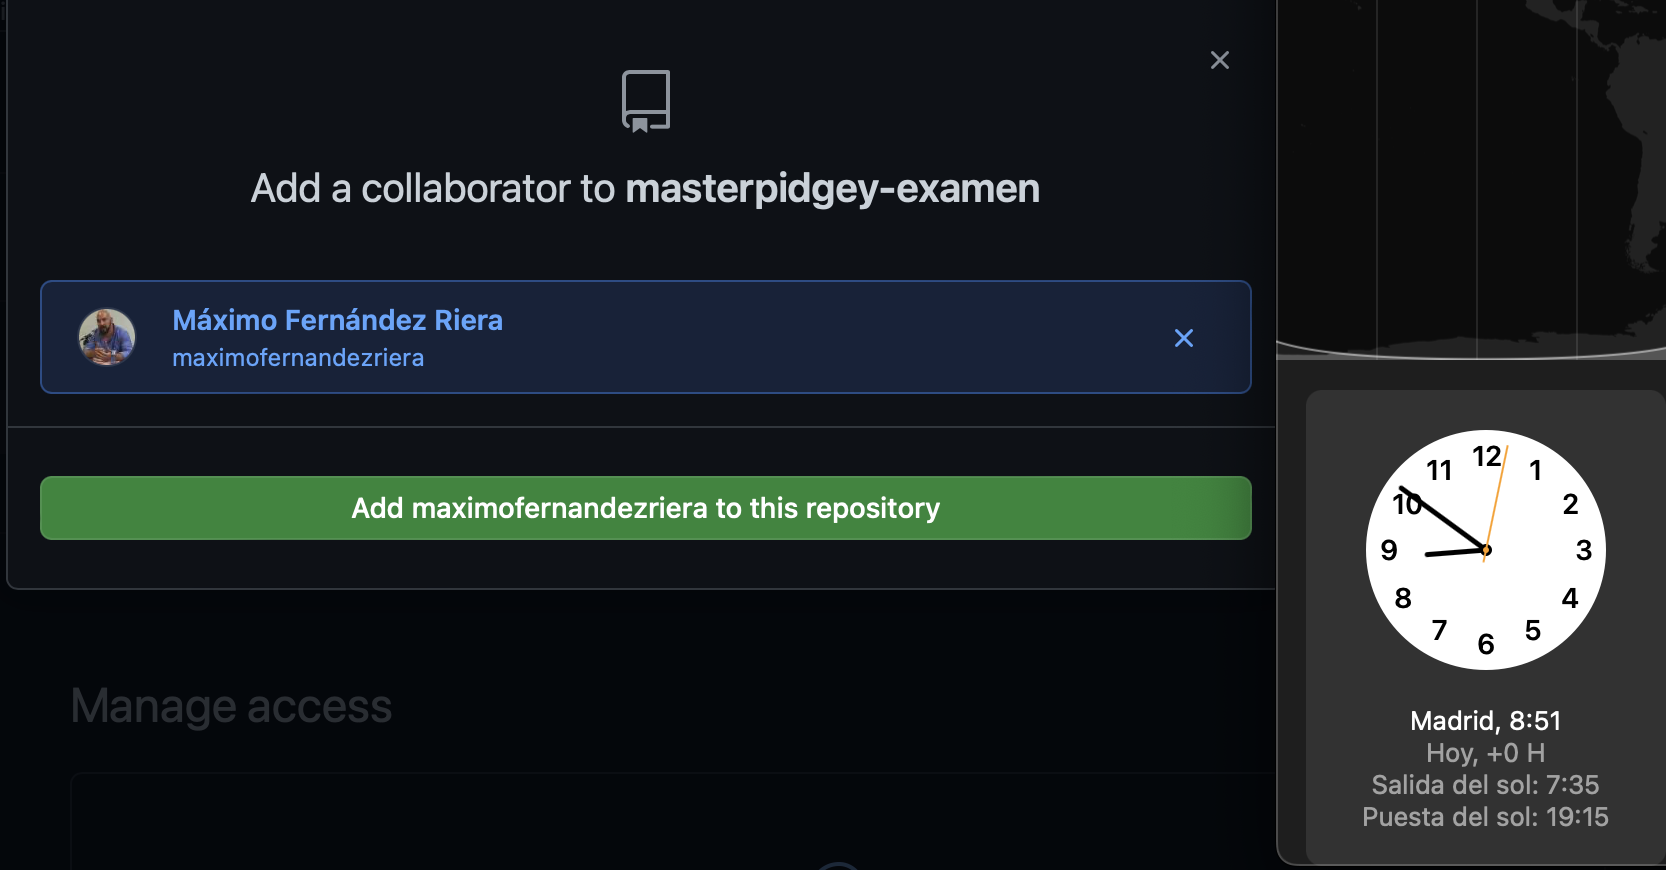 Add a collaborator to masterpidgey-examen
Máximo Fernández Riera
maximofernandezriera
Add maximofernandezriera to this repository
Manage access
12
1
2
3
4
5
6
7
8
9
10
11
Madrid, 8:51
Hoy, +0 H
Salida del sol: 7:35
Puesta del sol: 19:15